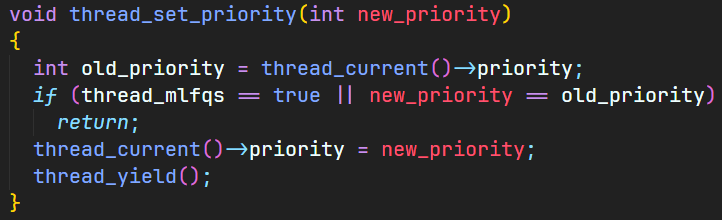 void thread_set_priority(int new_priority)
{
  int old_priority = thread_current()->priority;
  if (thread_mlfqs == true || new_priority == old_priority)
    return;
  thread_current()->priority = new_priority;
  thread_yield();
}